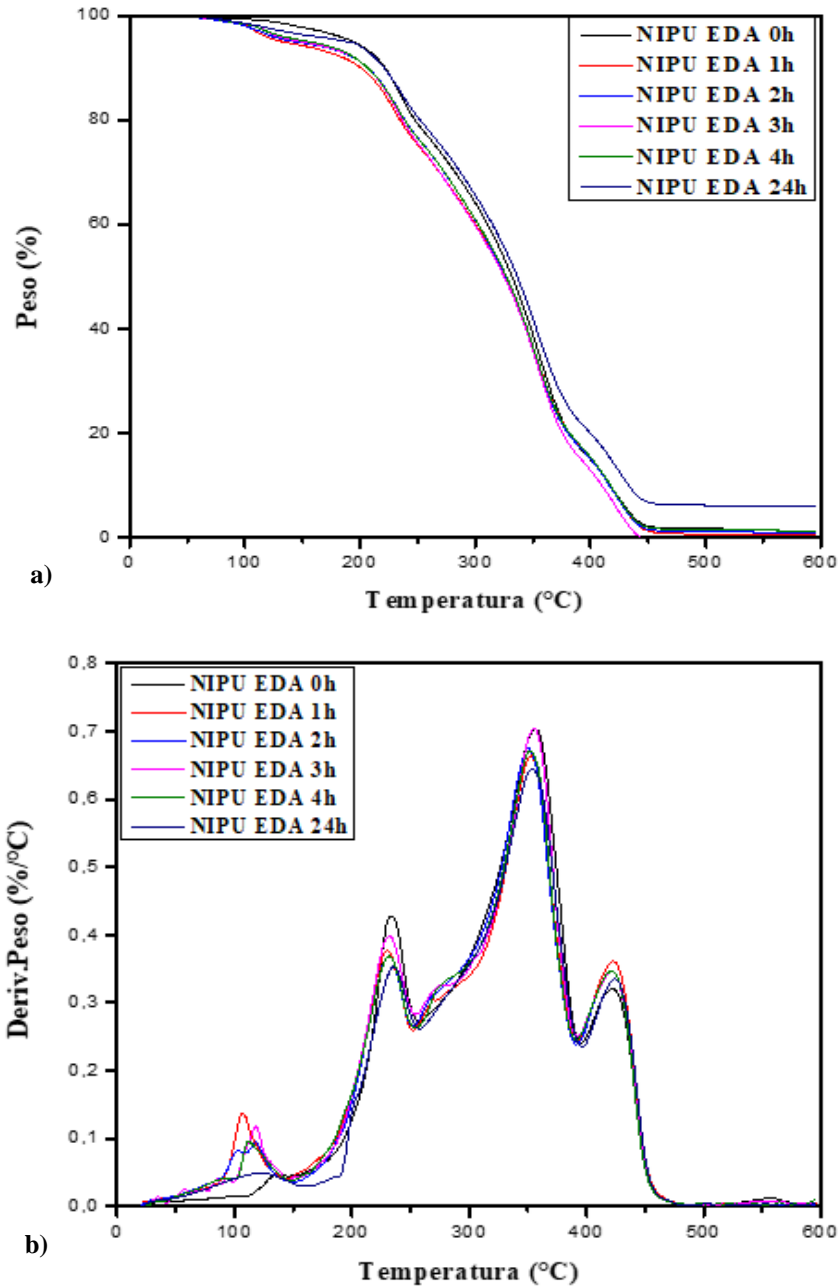 100
80
60
40
20
0
Peso (%)
NIPU EDA 0h
NIPU EDA 1h
NIPU EDA 2h
NIPU EDA 3h
NIPU EDA 4h
NIPU EDA 24h
0 100 200 300 400 500 600
a)
Temperatura (°C)
0,8
0,7
0,6
0,5
0,4
0,3
0,2
0,1
0,0
Deriv.Peso (%/°C)
NIPU EDA 0h
NIPU EDA 1h
NIPU EDA 2h
NIPU EDA 3h
NIPU EDA 4h
NIPU EDA 24h
0 100 200 300 400 500 600
b)
Temperatura (°C)